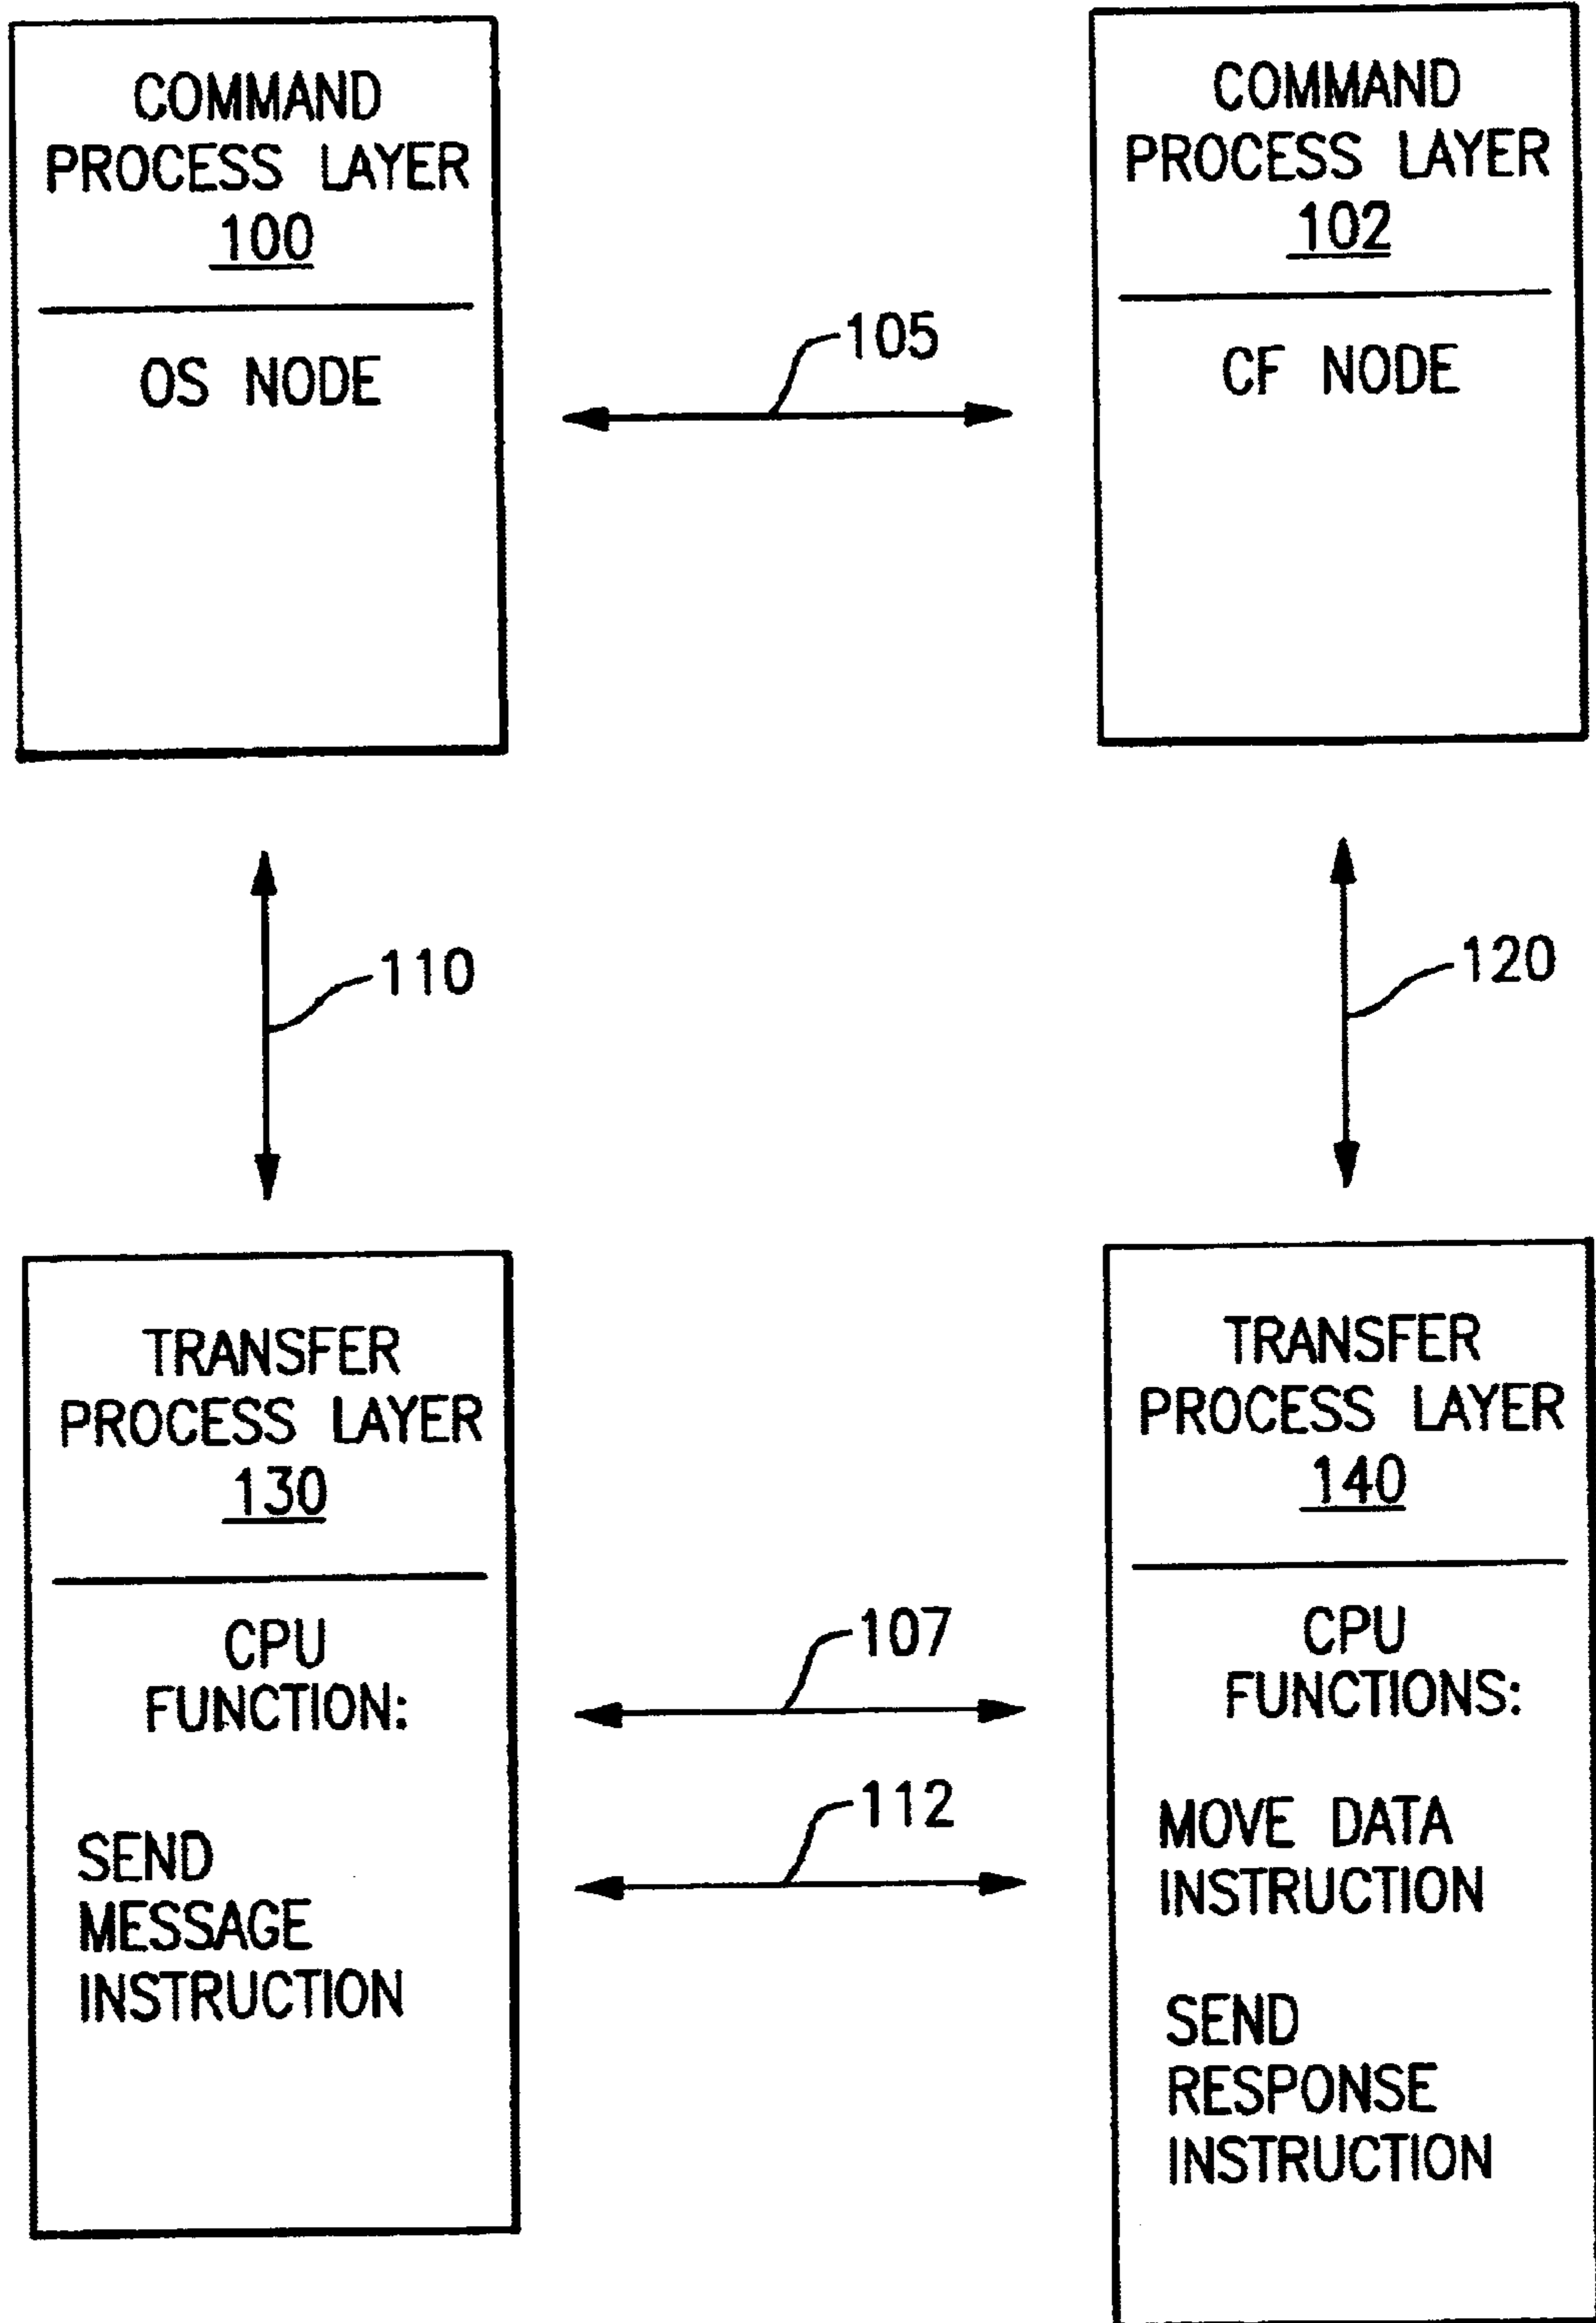 COMMAND
PROCESS LAYER
100
OS NODE
COMMAND
PROCESS LAYER
102
CF NODE
105
110
120
TRANSFER
PROCESS LAYER
130
CPU
FUNCTION:
SEND
MESSAGE
INSTRUCTION
107
112
TRANSFER
PROCESS LAYER
140
CPU
FUNCTIONS:
MOVE DATA
INSTRUCTION
SEND
RESPONSE
INSTRUCTION